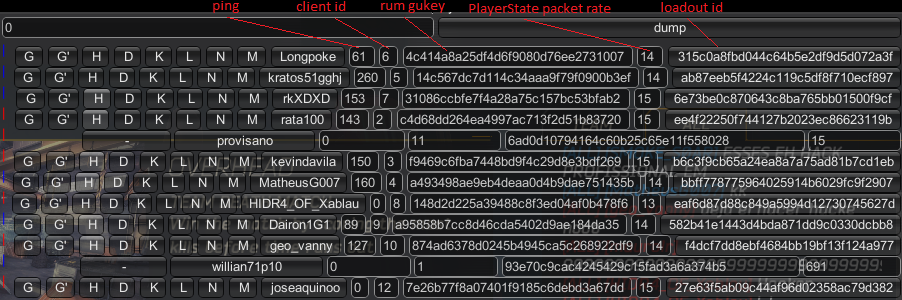 ping client id rum gukey PlayerState packet rate loadout id
0 dump
G G' H D K L N M Longpoke 61 6 4c414a8a25df4d6f9080d76ee2731007 14 315c0a8fbd044c64b5e2df9d5d072a3f
G G' H D K L N M kratos51gghj 260 5 14c567dc7d114c34aaa9f79f0900b3ef 14 ab87eeb5f4224c119c5df8f710ecf897
G G' H D K L N M rkXDXD 153 7 31086ccbfe7f4a28a75c157bc53bfab2 15 6e73be0c870643c8ba765bb01500f9cf
G G' H D K L N M rata100 143 2 c4d68dd264ea4997ac713f2d51b83720 15 ee4f22250f744127b2023ec86623119b
- provisano 0 11 6ad0d10794164c60b25c65e11f558028 15
G G' H D K L N M kevindavila 150 3 f9469c6fba7448bd9f4c29d8e3bdf269 15 b6c3f9cb65a24ea8a7a75ad81b7cd1eb
G G' H D K L N M MatheusG007 160 4 a493498ae9eb4deaa0d4b9dae751435b 14 bbff7787759640259​14b6029fc9f2907
G G' H D K L N M HIDR4_OF_Xablau 0 8 148d2d225a39488c8f3ed04af0b478f6 13 eaf6d87d88c849a5994d12730745627d
G G' H D K L N M Dairon1G1 89 9 a95858b7cc8d46cda5402d9ae184da35 14 582b41e1443d4bda871dd9c0330dcbb8
G G' H D K L N M geo_vanny 127 10 874ad6378d0245b4945ca5c268922df9 14 f4dcf7dd8ebf4684bb19bf13f124a977
- willian71p10 0 1 93e70c9cac4245429c15fad3a6a374b5 691
G G' H D K L N M joseaquinoo 0 12 7e26b77f8a07401f9185c6debd3a67dd 15 27e63f5ab09c44af96d02358ac79d382